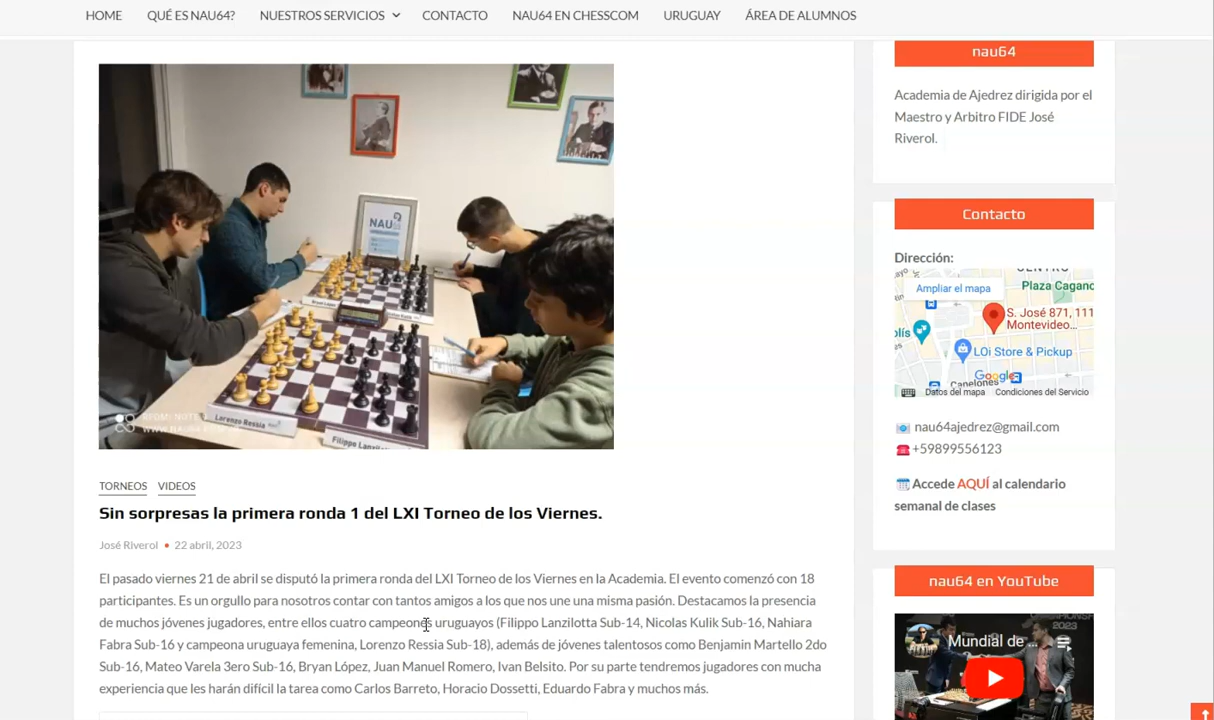 HOME QUÉ ES NAU64? NUESTROS SERVICIOS CONTACTO NAU64 EN CHESSCOM URUGUAY ÁREA DE ALUMNOS
NAU
Lorenzo Ressia
TORNEOS VIDEOS
Sin sorpresas la primera ronda 1 del LXI Torneo de los Viernes.
José Riverol • 22 abril, 2023
El pasado viernes 21 de abril se disputó la primera ronda del LXI Torneo de los Viernes en la Academia. El evento comenzó con 18
participantes. Es un orgullo para nosotros contar con tantos amigos a los que nos une una misma pasión. Destacamos la presencia
de muchos jóvenes jugadores, entre ellos cuatro campeones uruguayos (Filippo Lanzilotta Sub-14, Nicolas Kulik Sub-16, Nahiara
Fabra Sub-16 y campeona uruguaya femenina, Lorenzo Ressia Sub-18), además de jóvenes talentosos como Benjamin Martello 2do
Sub-16, Mateo Varela 3ero Sub-16, Bryan López, Juan Manuel Romero, Ivan Belsito. Por su parte tendremos jugadores con mucha
experiencia que les harán difícil la tarea como Carlos Barreto, Horacio Dossetti, Eduardo Fabra y muchos más.
nau64
Academia de Ajedrez dirigida por el
Maestro y Arbitro FIDE José
Riverol.
Contacto
Dirección:
Plaza Cagano
Ampliar el mapa
S. José 871, 111
Montevideo...
LOi Store & Pickup
Canelones
Google
Datos del mapa Condiciones del Servicio
nau64ajedrez@gmail.com
+59899556123
Accede AQUÍ al calendario
semanal de clases
nau64 en YouTube
Mundial de ...